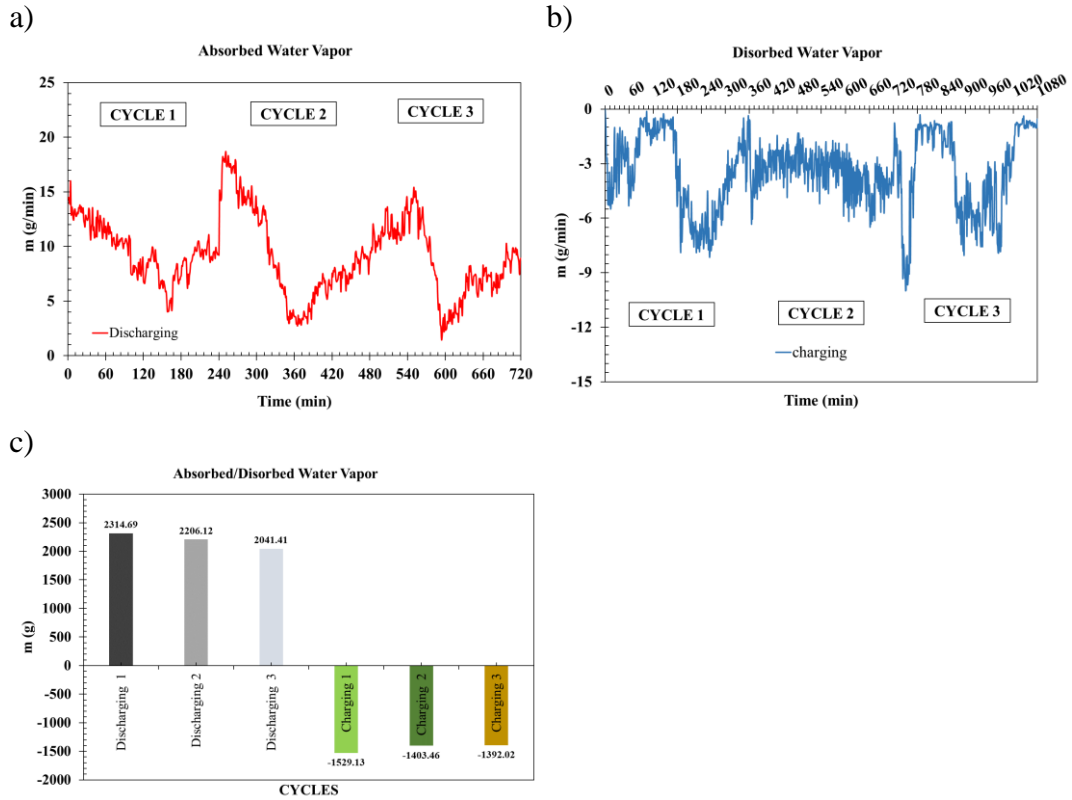 a)
Absorbed Water Vapor
25
20
15
10
5
0
m (g/min)
CYCLE 1
CYCLE 2
CYCLE 3
Discharging
0 60 120 180 240 300 360 420 480 540 600 660 720
Time (min)
b)
Disorbed Water Vapor
0 60 120 180 240 300 360 420 480 540 600 660 720 780 840 900 960 1020 1080
0
-3
-6
-9
-12
-15
m (g/min)
CYCLE 1
CYCLE 2
CYCLE 3
charging
Time (min)
c)
Absorbed/Disorbed Water Vapor
3000
2500
2000
1500
1000
500
0
-500
-1000
-1500
-2000
m (g)
2314.69
2206.12
2041.41
Discharging 1
Discharging 2
Discharging 3
Charging 1
Charging 2
Charging 3
-1529.13
-1403.46
-1392.02
CYCLES